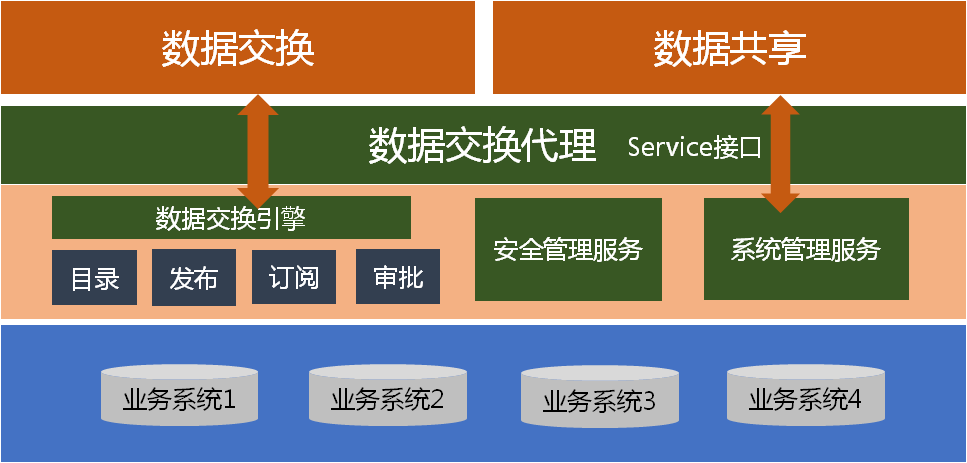 数据交换
数据共享
数据交换代理 Service接口
数据交换引擎
安全管理服务
系统管理服务
目录
发布
订阅
审批
业务系统1
业务系统2
业务系统3
业务系统4